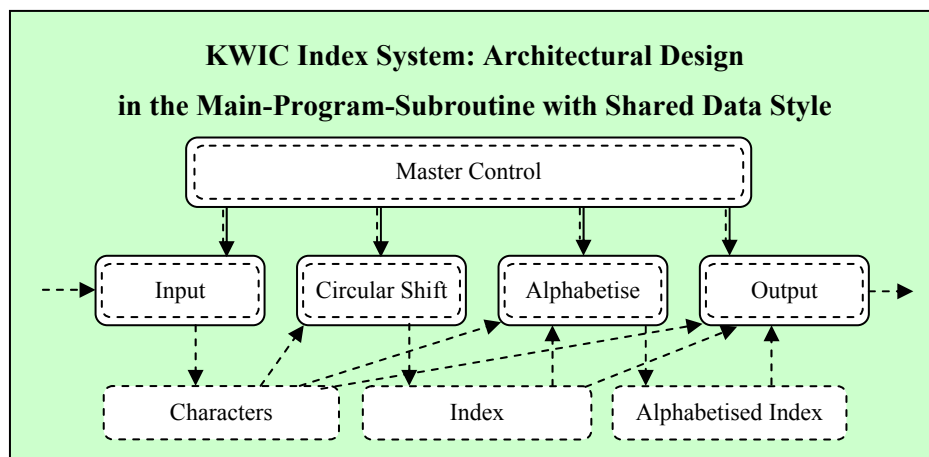 KWIC Index System: Architectural Design
in the Main-Program-Subroutine with Shared Data Style
Master Control
Input
Circular Shift
Alphabetise
Output
Characters
Index
Alphabetised Index